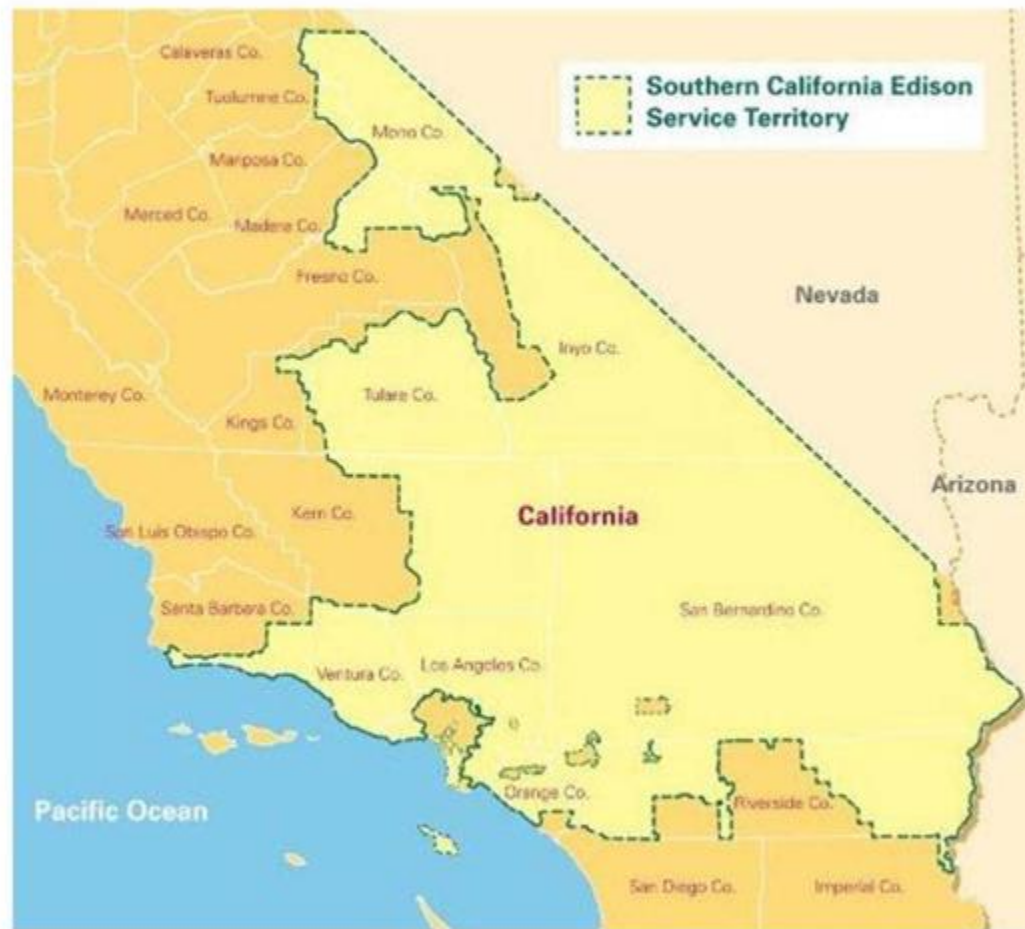 Calaveras Co.
Southern California Edison
Service Territory
Tuolumne Co.
Mono Co.
Mariposa Co.
Merced Co.
Madera Co.
Fresno Co.
Nevada
Inyo Co.
Monterey Co.
Tulare Co.
Kings Co.
Arizona
Kern Co.
California
San Luis Obispo Co.
Santa Barbara Co.
San Bernardino Co.
Ventura Co.
Los Angeles Co.
Orange Co.
Riverside Co.
Pacific Ocean
San Diego Co.
Imperial Co.